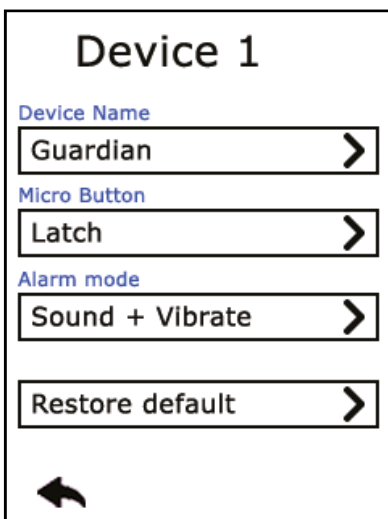 Device 1
Device Name
Guardian
Micro Button
Latch
Alarm mode
Sound + Vibrate
Restore default